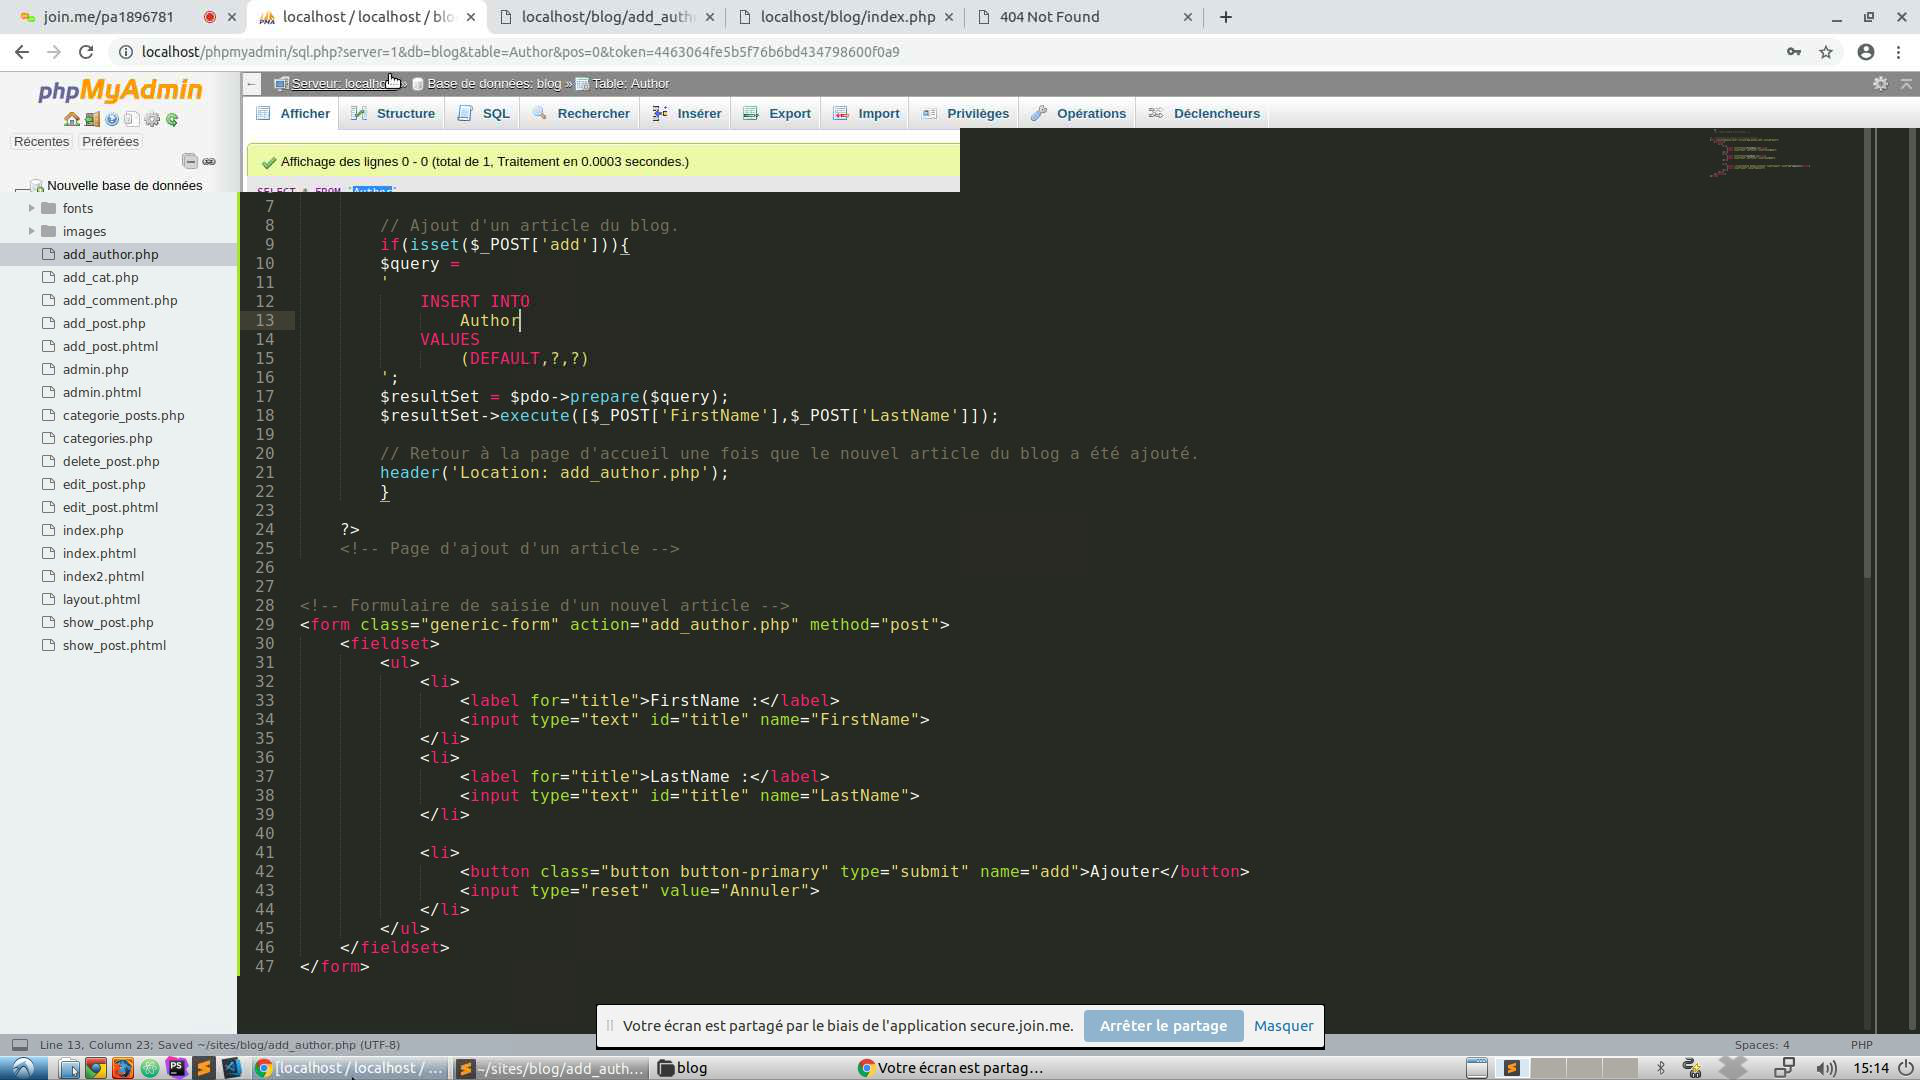 join.me/pa1896781
localhost / localhost / blo
localhost/blog/add_auth
localhost/blog/index.php
404 Not Found
localhost/phpmyadmin/sql.php?server=1&db=blog&table=Author&pos=0&token=4463064fe5b5f76b6bd434798600f0a9
phpMyAdmin
Serveur: localho » Base de données: blog » Table: Author
Afficher Structure SQL Rechercher Insérer Export Import Privilèges Opérations Déclencheurs
Récentes Préférées
Affichage des lignes 0 - 0 (total de 1, Traitement en 0.0003 secondes.)
Nouvelle base de données
SELECT * FROM `Author`
fonts
images
add_author.php
add_cat.php
add_comment.php
add_post.php
add_post.phtml
admin.php
admin.phtml
categorie_posts.php
categories.php
delete_post.php
edit_post.php
edit_post.phtml
index.php
index.phtml
index2.phtml
layout.phtml
show_post.php
show_post.phtml
7
8 // Ajout d'un article du blog.
9 if(isset($_POST['add'])){
10 $query =
11 '
12 INSERT INTO
13 Author
14 VALUES
15 (DEFAULT,?,?)
16 ';
17 $resultSet = $pdo->prepare($query);
18 $resultSet->execute([$_POST['FirstName'],$_POST['LastName']]);
19
20 // Retour à la page d'accueil une fois que le nouvel article du blog a été ajouté.
21 header('Location: add_author.php');
22 }
23
24 ?>
25 <!-- Page d'ajout d'un article -->
26
27
28 <!-- Formulaire de saisie d'un nouvel article -->
29 <form class="generic-form" action="add_author.php" method="post">
30 <fieldset>
31 <ul>
32 <li>
33 <label for="title">FirstName :</label>
34 <input type="text" id="title" name="FirstName">
35 </li>
36 <li>
37 <label for="title">LastName :</label>
38 <input type="text" id="title" name="LastName">
39 </li>
40
41 <li>
42 <button class="button button-primary" type="submit" name="add">Ajouter</button>
43 <input type="reset" value="Annuler">
44 </li>
45 </ul>
46 </fieldset>
47 </form>
Votre écran est partagé par le biais de l'application secure.join.me. Arrêter le partage Masquer
Line 13, Column 23; Saved ~/sites/blog/add_author.php (UTF-8) Spaces: 4 PHP
[localhost / localhost / ... ~/sites/blog/add_auth... blog Votre écran est partag... 15:14